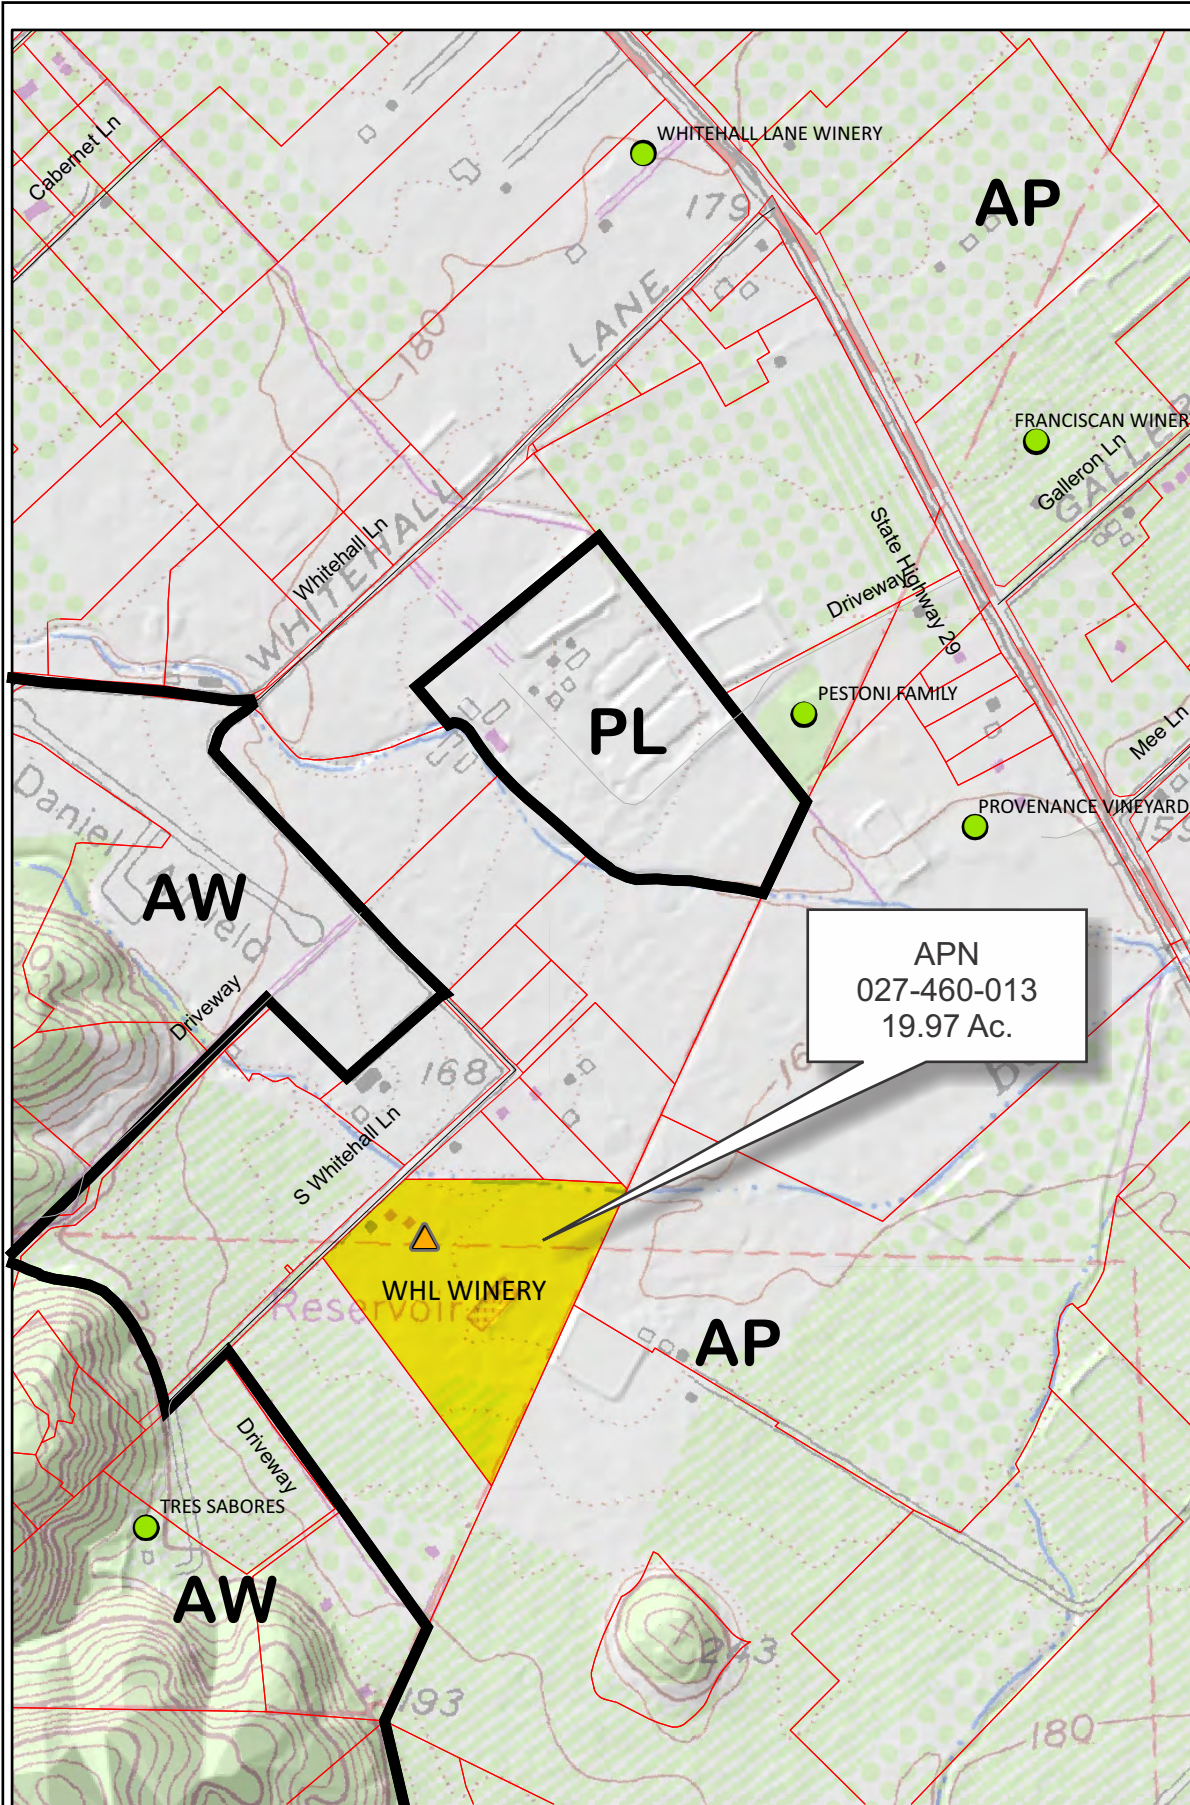 WHITEHALL LANE WINERY
Cabernet Ln
AP
179
LANE
180
FRANCISCAN WINER
Galleron Ln
Whitehall Ln
WHITEHALL
State Highway 29
Driveway
PESTONI FAMILY
PL
Mee Ln
PROVENANCE VINEYARD
159
Daniel
AW
Driveway
APN
027-460-013
19.97 Ac.
168
S Whitehall Ln
WHL WINERY
Reservoir
AP
Driveway
TRES SABORES
AW
243
193
180